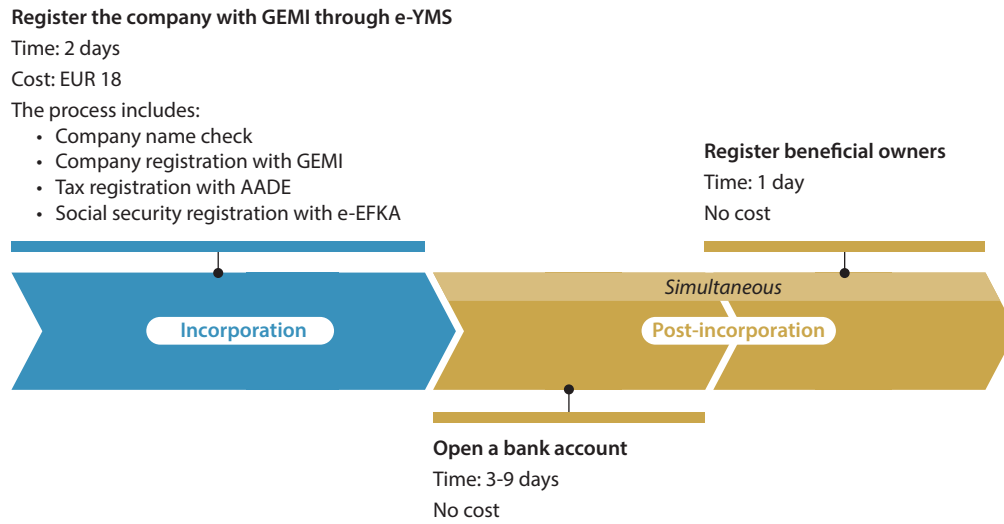 Register the company with GEMI through e-YMS
Time: 2 days
Cost: EUR 18
The process includes:
• Company name check
• Company registration with GEMI
• Tax registration with AADE
• Social security registration with e-EFKA
Register beneficial owners
Time: 1 day
No cost
Simultaneous
Incorporation
Post-incorporation
Open a bank account
Time: 3-9 days
No cost